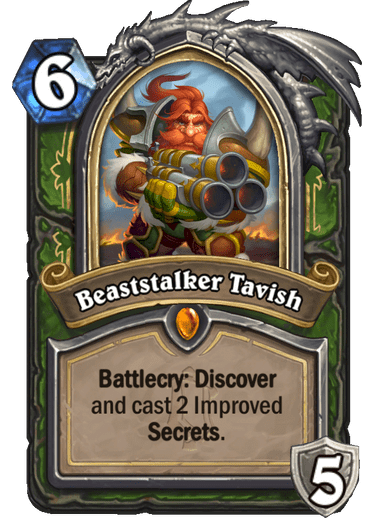 6
Beaststalker Tavish
Battlecry: Discover
and cast 2 Improved
Secrets.
5